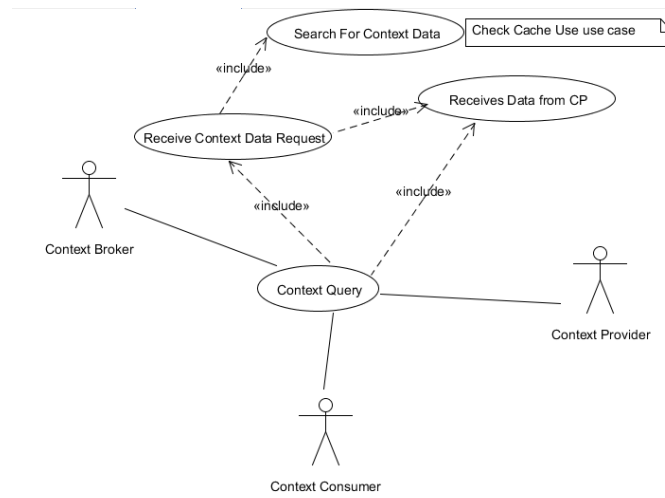 Search For Context Data
Check Cache Use use case
«include»
Receives Data from CP
«include»
Receive Context Data Request
«include»
«include»
Context Broker
Context Query
Context Provider
Context Consumer